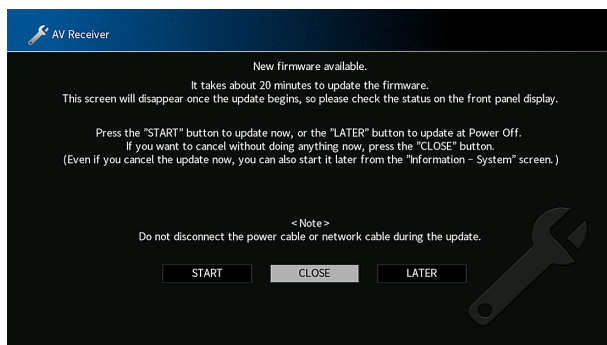 AV Receiver
New firmware available.
It takes about 20 minutes to update the firmware.
This screen will disappear once the update begins, so please check the status on the front panel display.
Press the ”START” button to update now, or the ”LATER” button to update at Power Off.
If you want to cancel without doing anything now, press the ”CLOSE” button.
(Even if you cancel the update now, you can also start it later from the ”Information – System” screen.)
<Note>
Do not disconnect the power cable or network cable during the update.
START CLOSE LATER